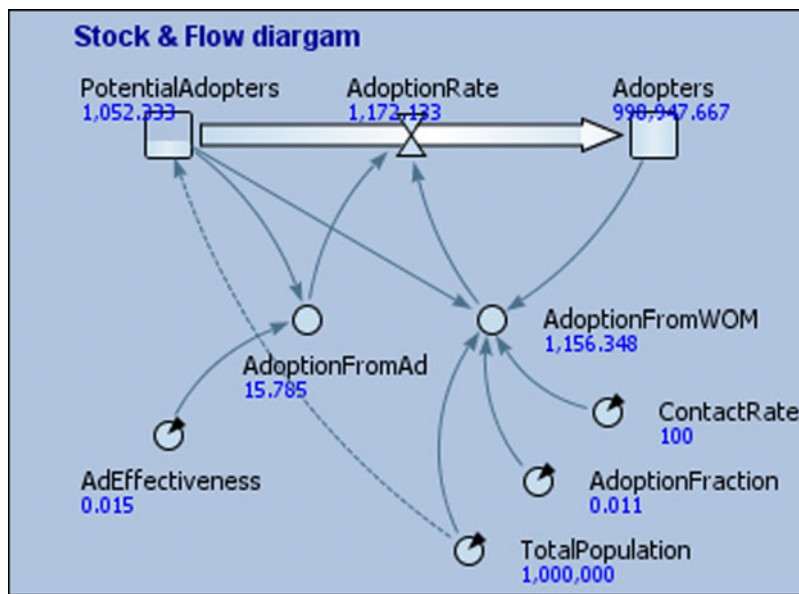 Stock & Flow diargam
PotentialAdopters
1,052.333
AdoptionRate
1,172.133
Adopters
998,947.667
AdoptionFromWOM
1,156.348
AdoptionFromAd
15.785
ContactRate
100
AdEffectiveness
0.015
AdoptionFraction
0.011
TotalPopulation
1,000,000